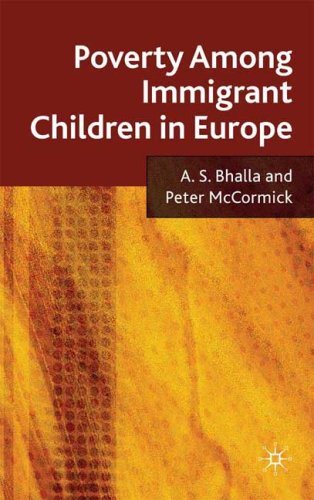 Poverty Among
Immigrant
Children in Europe
A. S. Bhalla and
Peter McCormick